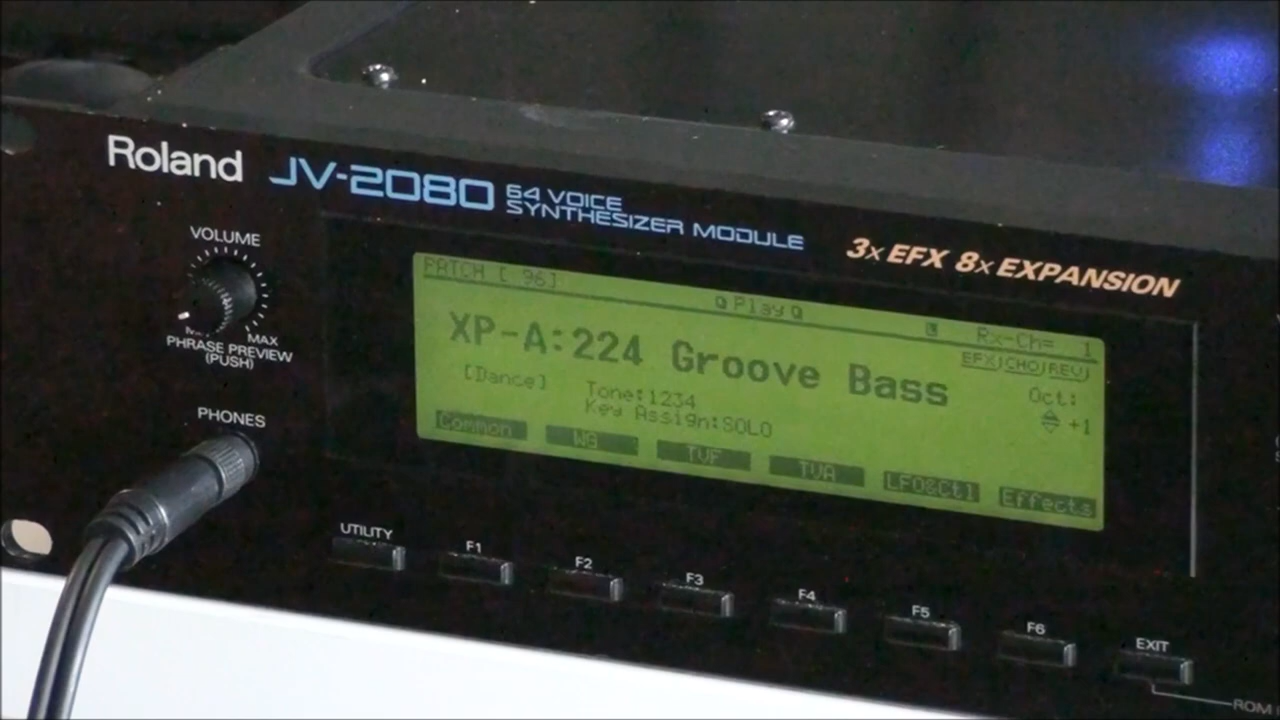 Roland JV-2080 64 VOICE
SYNTHESIZER MODULE
3x EFX 8x EXPANSION
VOLUME
MAX
PHRASE PREVIEW
(PUSH)
PHONES
PATCH [ 96]
Play
Rx-Ch= 1
XP-A:224 Groove Bass
EFX|CHO|REV|
[Dance]
Tone:1234
Key Assign:SOLO
Oct:
+1
Common WG TVF TVA LFO&Ctl Effects
UTILITY F1 F2 F3 F4 F5 F6 EXIT
ROM